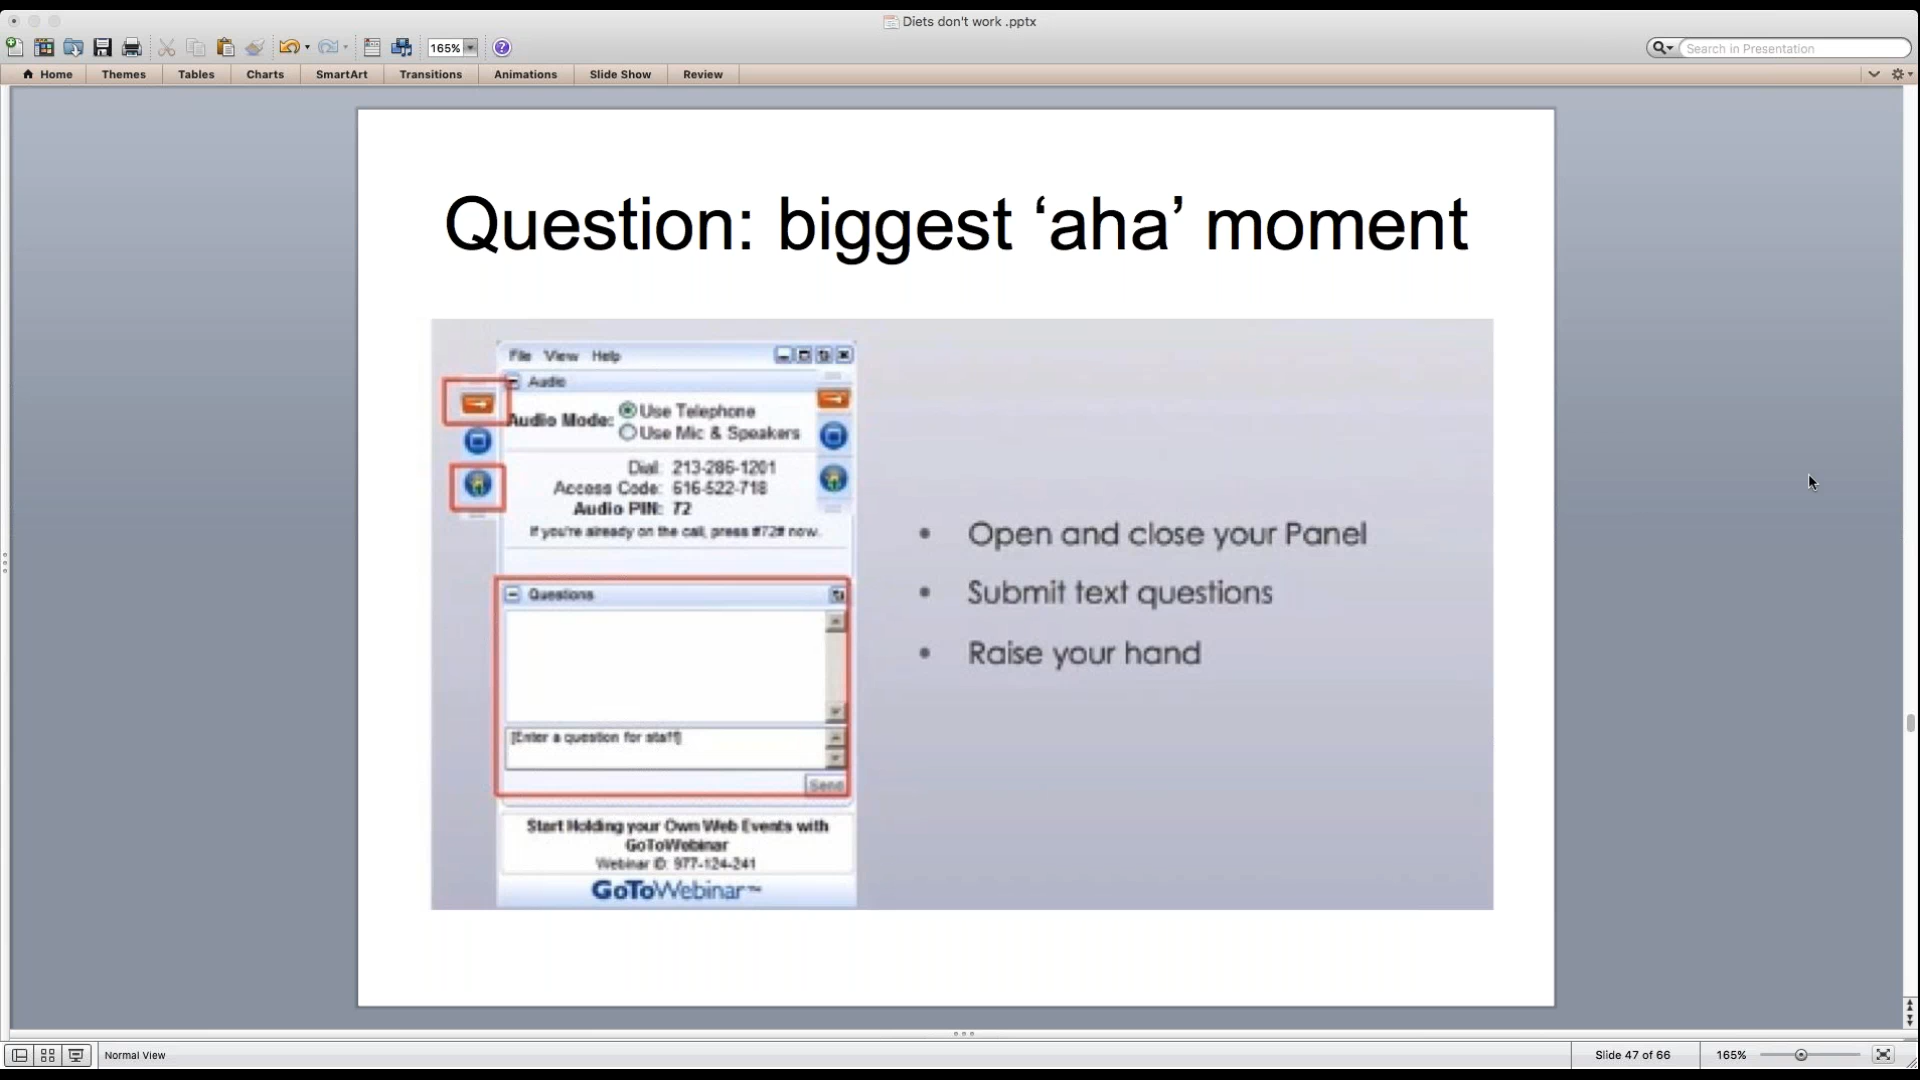 Diets don't work .pptx
165%
Search in Presentation
Home Themes Tables Charts SmartArt Transitions Animations Slide Show Review
Question: biggest ‘aha’ moment
File View Help
Audio
Audio Mode: Use Telephone
Use Mic & Speakers
Dial: 213-286-1201
Access Code: 616-522-718
Audio PIN: 72
If you're already on the call, press #72# now.
Questions
[Enter a question for staff]
Send
Start Holding your Own Web Events with
GoToWebinar
Webinar ID: 977-124-241
GoToWebinar™
• Open and close your Panel
• Submit text questions
• Raise your hand
Normal View
Slide 47 of 66
165%